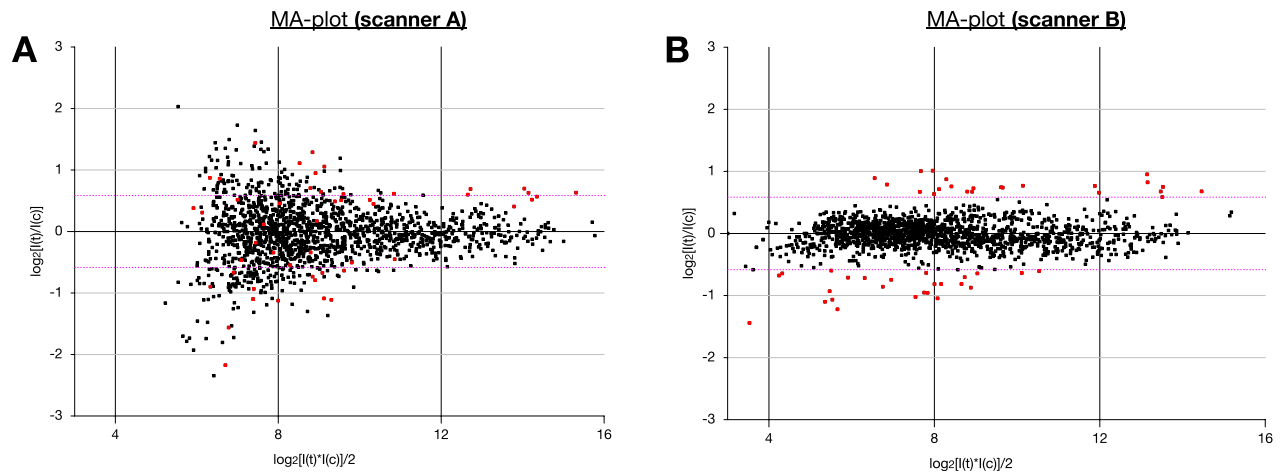 MA-plot (scanner A)
A
3
2
1
0
-1
-2
-3
log2[I(t)/I(c)]
4
8
12
16
log2[I(t)*I(c)]/2
MA-plot (scanner B)
B
3
2
1
0
-1
-2
-3
log2[I(t)/I(c)]
4
8
12
16
log2[I(t)*I(c)]/2